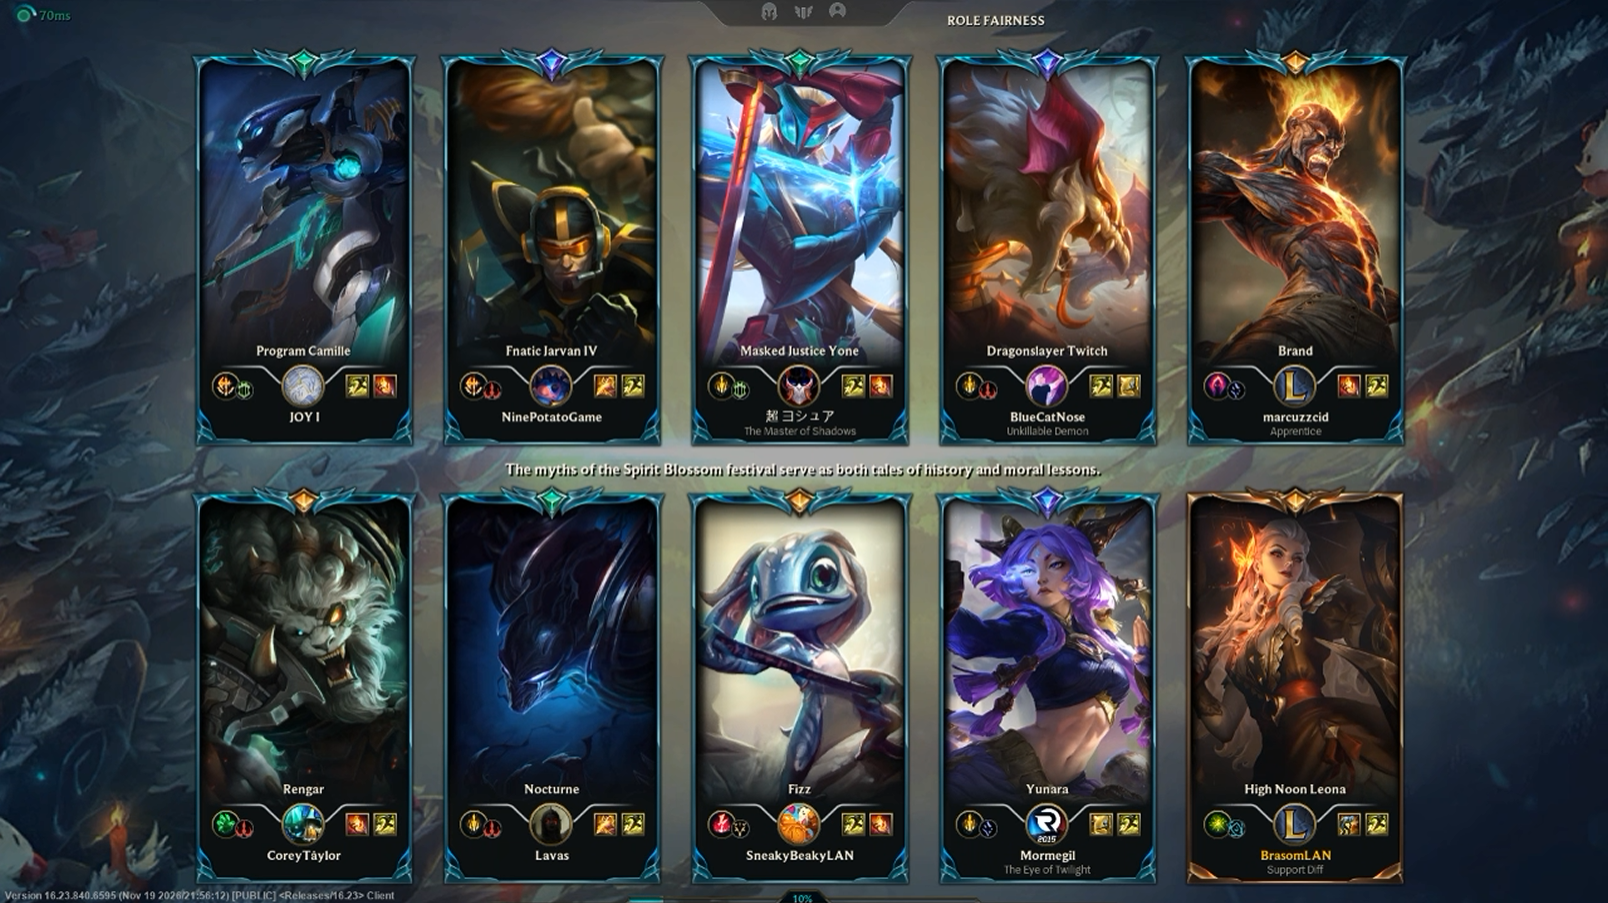 70ms
ROLE FAIRNESS
Program Camille
JOY I
Fnatic Jarvan IV
NinePotatoGame
Masked Justice Yone
超 ヨシュア
The Master of Shadows
Dragonslayer Twitch
BlueCatNose
Unkillable Demon
Brand
L
marcuzzcid
Apprentice
The myths of the Spirit Blossom festival serve as both tales of history and moral lessons.
Rengar
CoreyTáylor
Nocturne
Lavas
Fizz
SneakyBeakyLAN
Yunara
R
2015
Mormegil
The Eye of Twilight
High Noon Leona
L
BrasomLAN
Support Diff
Version 16.23.840.6595 (Nov 19 2026/21:56:12) [PUBLIC] <Releases/16.23> Client
10%